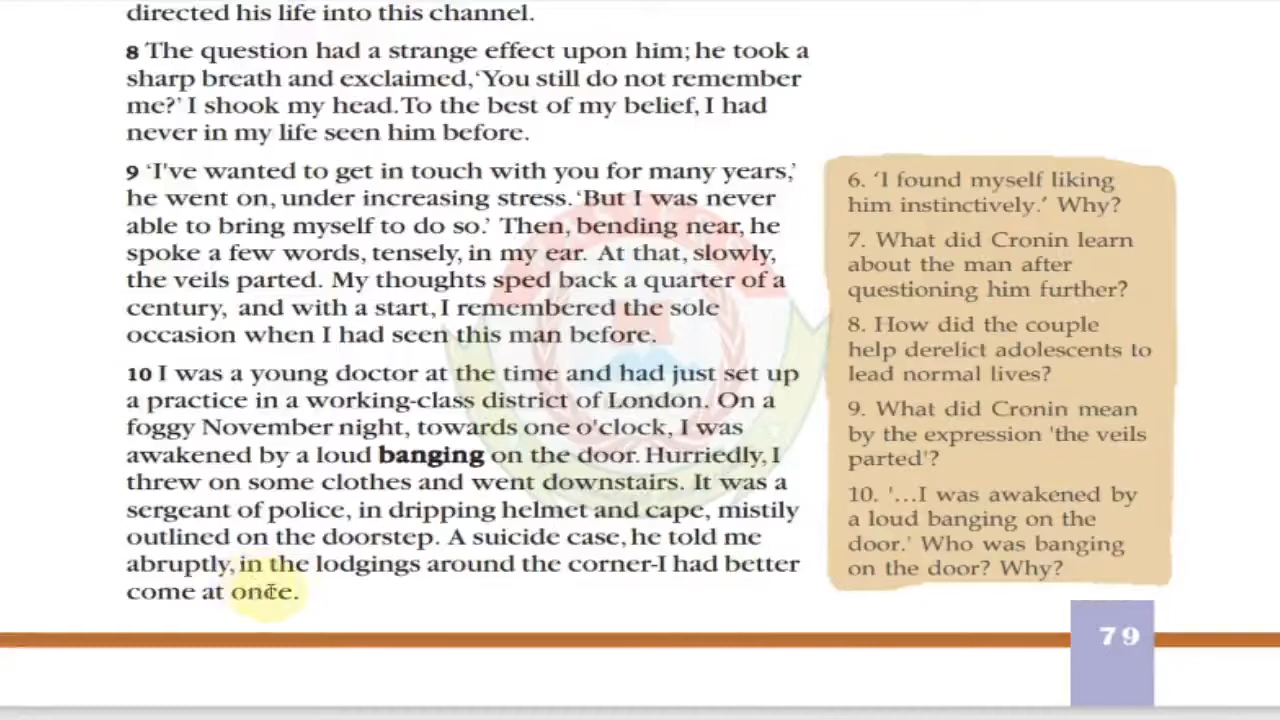 directed his life into this channel.
8 The question had a strange effect upon him; he took a
sharp breath and exclaimed, 'You still do not remember
me?' I shook my head. To the best of my belief, I had
never in my life seen him before.
9 'I've wanted to get in touch with you for many years,'
he went on, under increasing stress. 'But I was never
able to bring myself to do so.' Then, bending near, he
spoke a few words, tensely, in my ear. At that, slowly,
the veils parted. My thoughts sped back a quarter of a
century, and with a start, I remembered the sole
occasion when I had seen this man before.
10 I was a young doctor at the time and had just set up
a practice in a working-class district of London. On a
foggy November night, towards one o'clock, I was
awakened by a loud banging on the door. Hurriedly, I
threw on some clothes and went downstairs. It was a
sergeant of police, in dripping helmet and cape, mistily
outlined on the doorstep. A suicide case, he told me
abruptly, in the lodgings around the corner-I had better
come at once.
6. 'I found myself liking
him instinctively.' Why?
7. What did Cronin learn
about the man after
questioning him further?
8. How did the couple
help derelict adolescents to
lead normal lives?
9. What did Cronin mean
by the expression 'the veils
parted'?
10. '...I was awakened by
a loud banging on the
door.' Who was banging
on the door? Why?
79